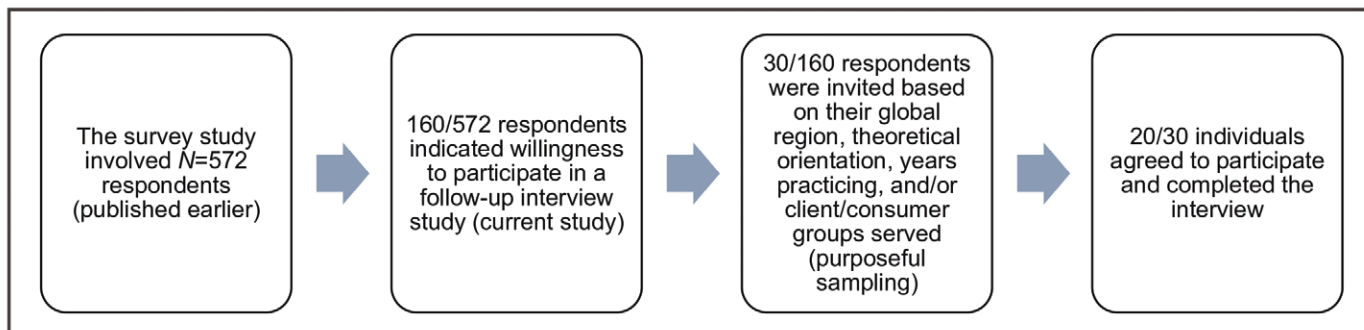 The survey study
involved N=572
respondents
(published earlier)
160/572 respondents
indicated willingness
to participate in a
follow-up interview
study (current study)
30/160 respondents
were invited based
on their global
region, theoretical
orientation, years
practicing, and/or
client/consumer
groups served
(purposeful
sampling)
20/30 individuals
agreed to participate
and completed the
interview